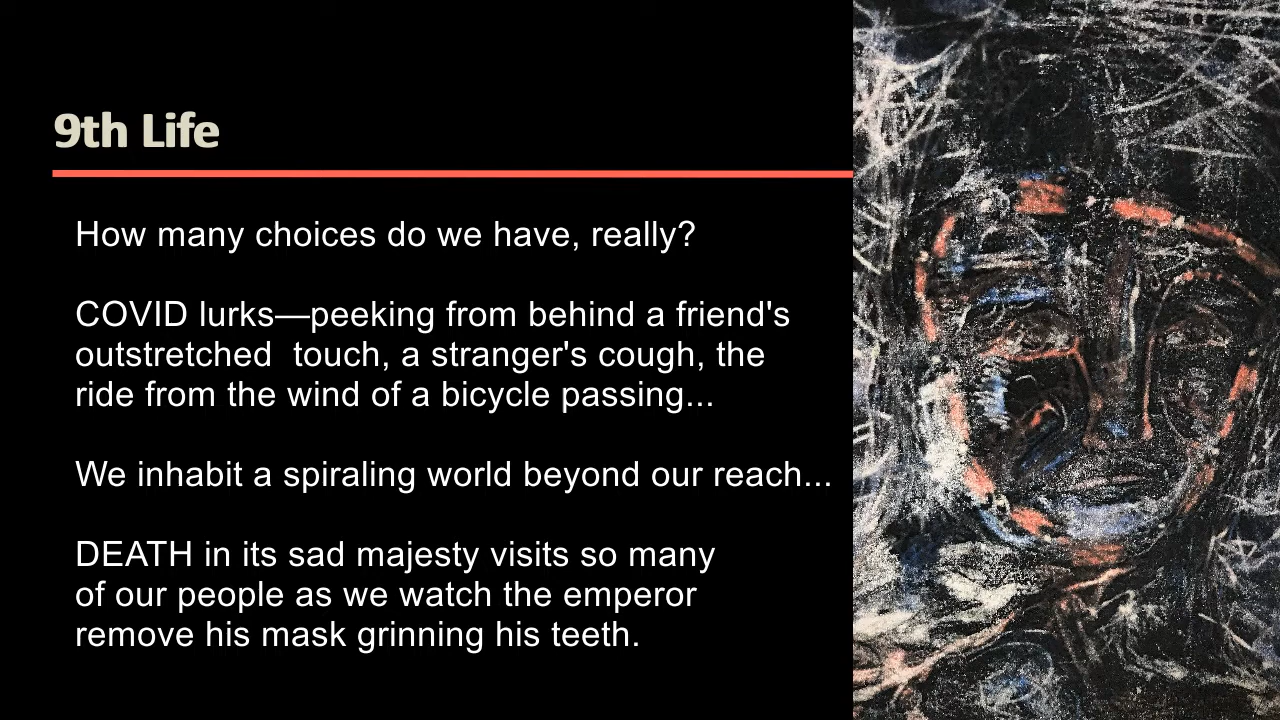 9th Life
How many choices do we have, really?
COVID lurks—peeking from behind a friend's
outstretched  touch, a stranger's cough, the
ride from the wind of a bicycle passing...
We inhabit a spiraling world beyond our reach...
DEATH in its sad majesty visits so many
of our people as we watch the emperor
remove his mask grinning his teeth.